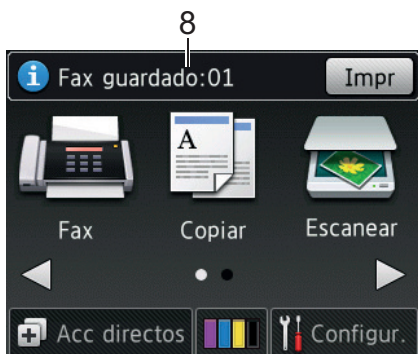 8
Fax guardado:01 Impr
A
Fax Copiar Escanear
Acc directos Configur.